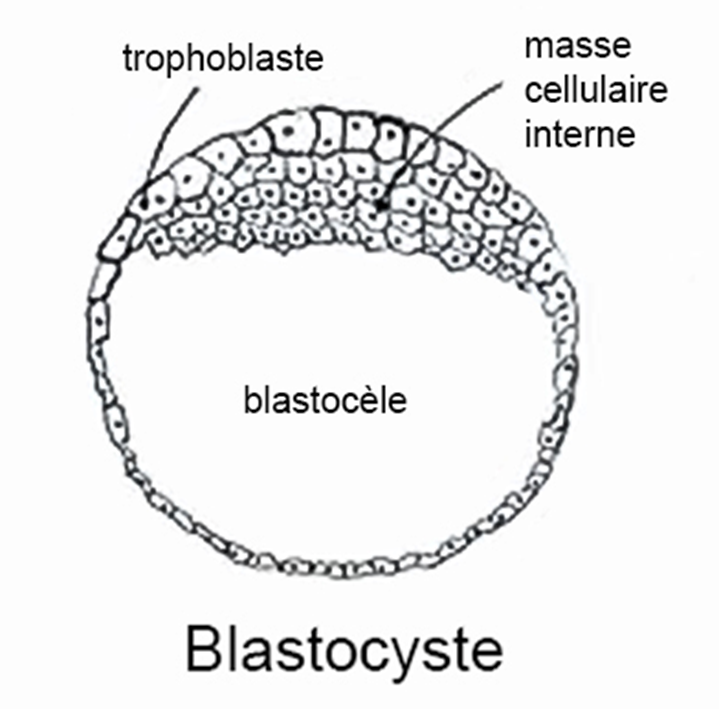 trophoblaste
masse
cellulaire
interne
blastocèle
Blastocyste